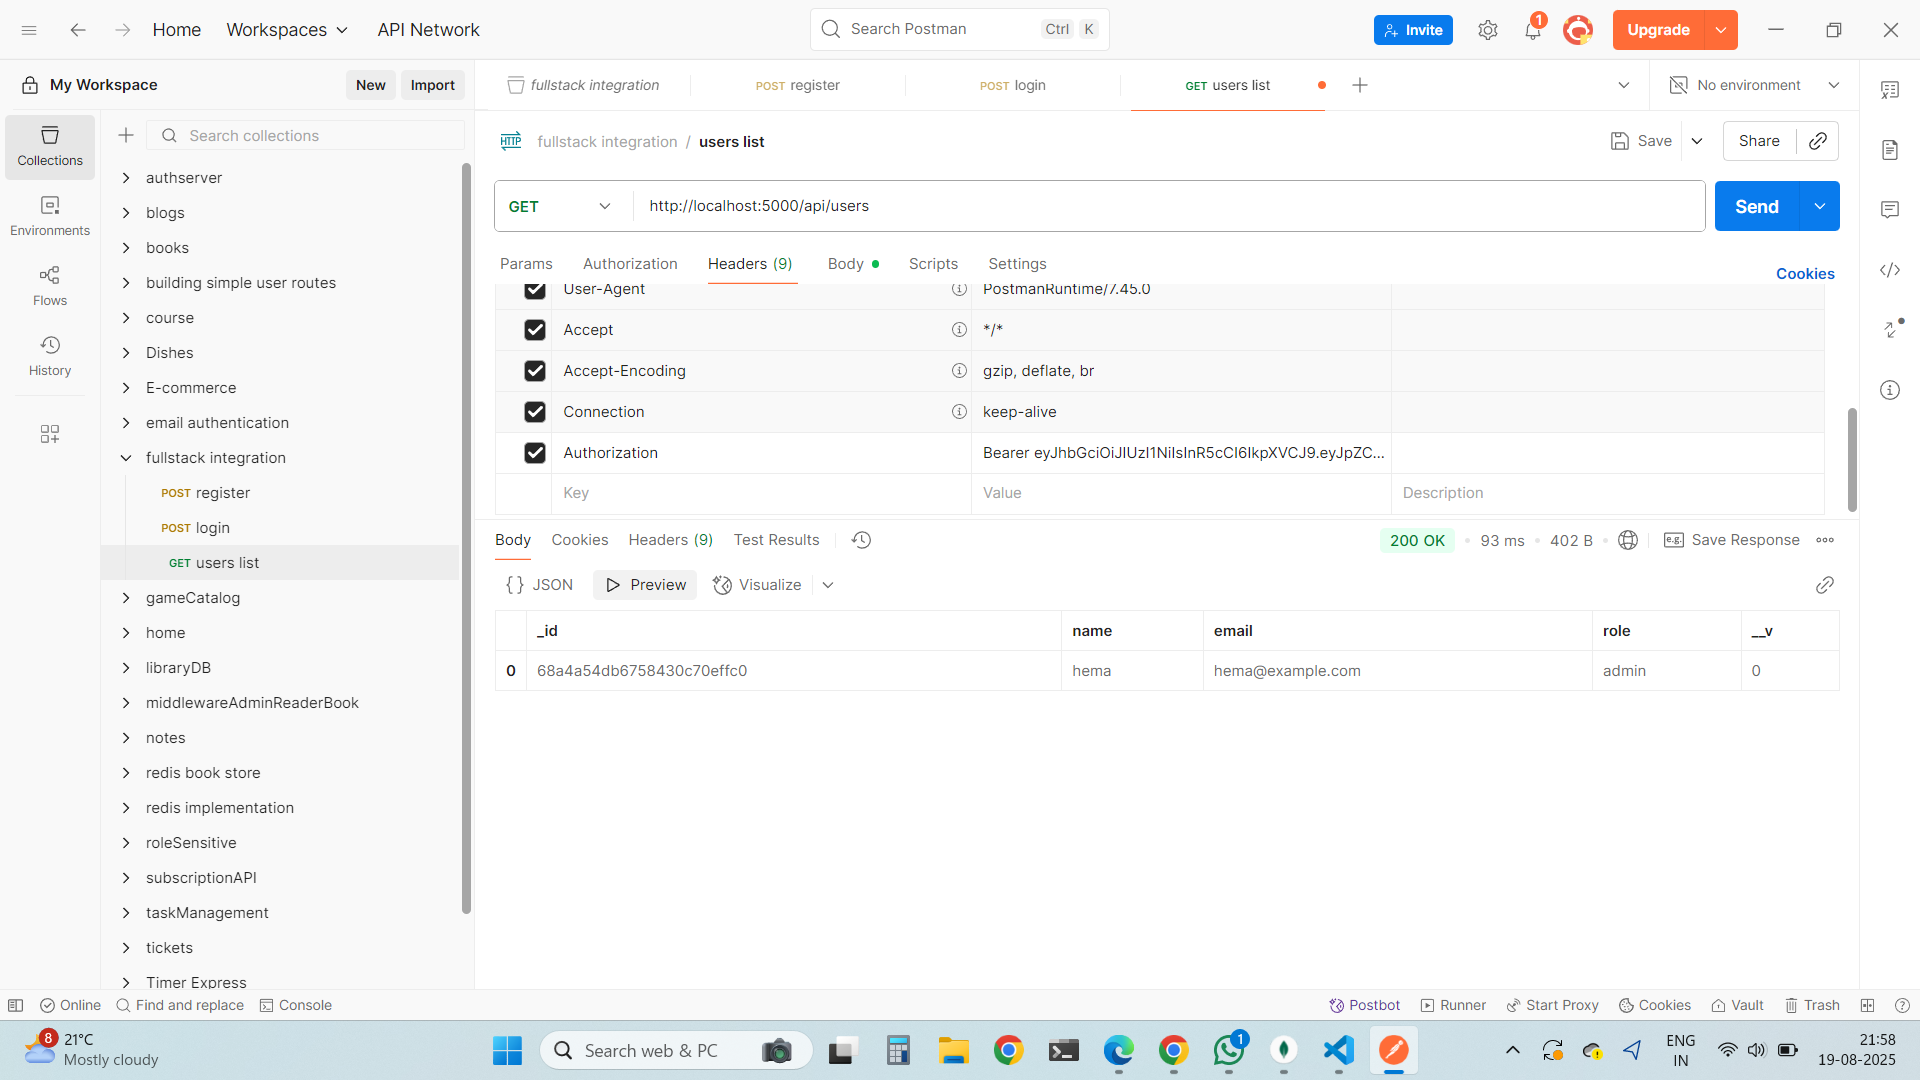 Home
Workspaces
API Network
Search Postman
Ctrl K
Invite
1
Upgrade
My Workspace
New
Import
fullstack integration
POST register
POST login
GET users list
No environment
Collections
Environments
Flows
History
Search collections
authserver
blogs
books
building simple user routes
course
Dishes
E-commerce
email authentication
fullstack integration
POST register
POST login
GET users list
gameCatalog
home
libraryDB
middlewareAdminReaderBook
notes
redis book store
redis implementation
roleSensitive
subscriptionAPI
taskManagement
tickets
Timer Express
HTTP fullstack integration / users list
Save
Share
GET http://localhost:5000/api/users
Send
Params Authorization Headers (9) Body Scripts Settings
Cookies
User-Agent PostmanRuntime/7.45.0
Accept */*
Accept-Encoding gzip, deflate, br
Connection keep-alive
Authorization Bearer eyJhbGciOiJIUzI1NiIsInR5cCI6IkpXVCJ9.eyJpZC...
Key Value Description
Body Cookies Headers (9) Test Results
200 OK • 93 ms • 402 B
e.g. Save Response
{} JSON Preview Visualize
_id name email role __v
0 68a4a54db6758430c70effc0 hema hema@example.com admin 0
Online Find and replace Console
Postbot Runner Start Proxy Cookies Vault Trash
8
21°C
Mostly cloudy
Search web & PC
1
ENG
IN
21:58
19-08-2025